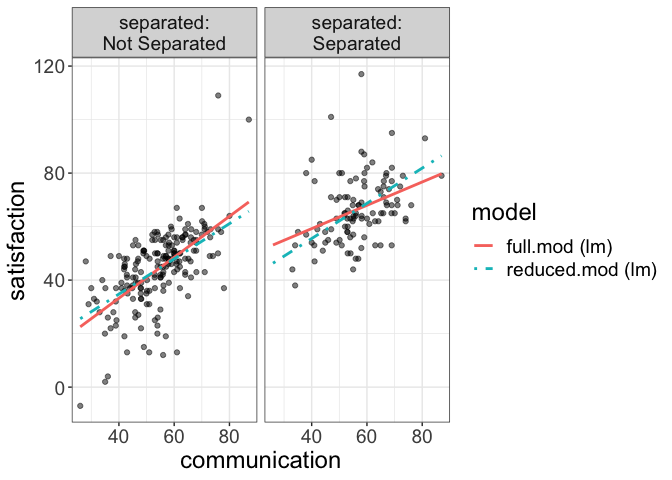 separated:
Not Separated
separated:
Separated
120
80
40
0
satisfaction
40 60 80
40 60 80
communication
model
full.mod (lm)
reduced.mod (lm)